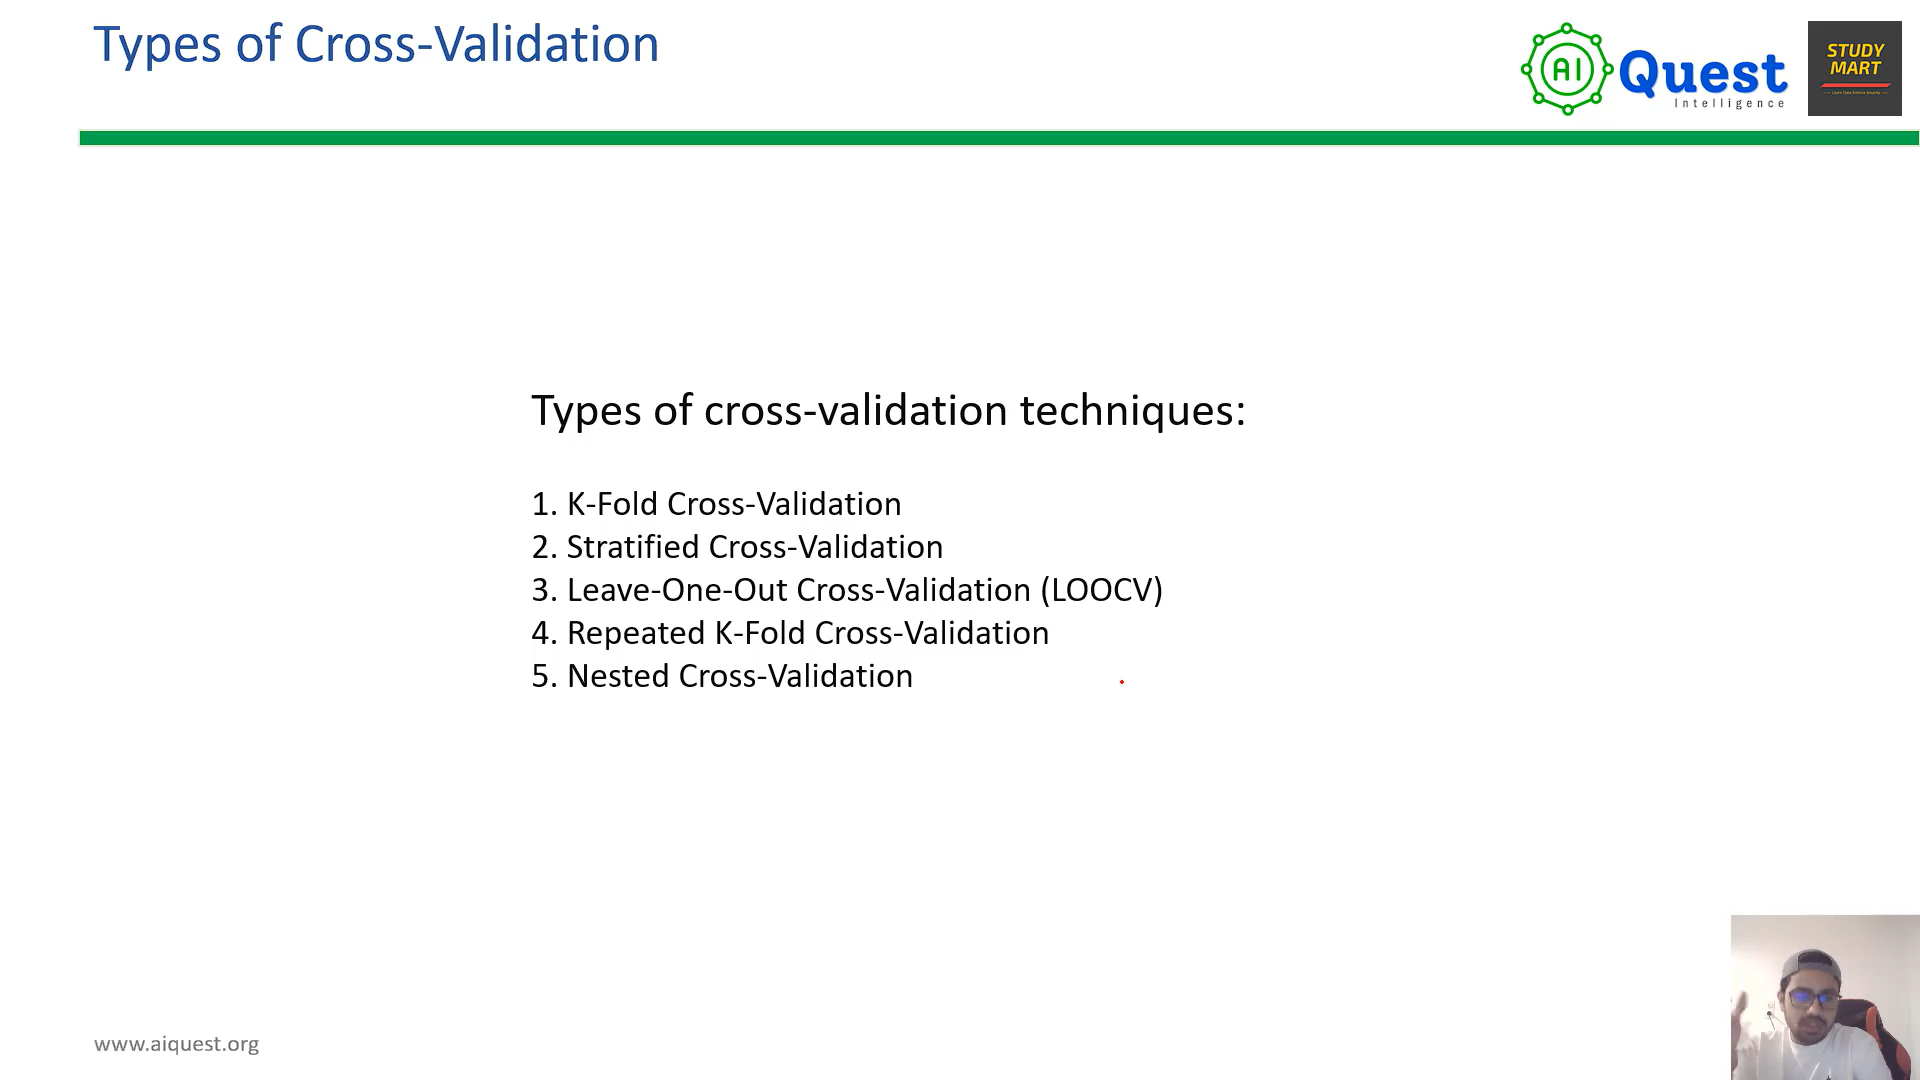 Types of Cross-Validation
AI Quest
Intelligence
STUDY
MART
Types of cross-validation techniques:
1. K-Fold Cross-Validation
2. Stratified Cross-Validation
3. Leave-One-Out Cross-Validation (LOOCV)
4. Repeated K-Fold Cross-Validation
5. Nested Cross-Validation
www.aiquest.org